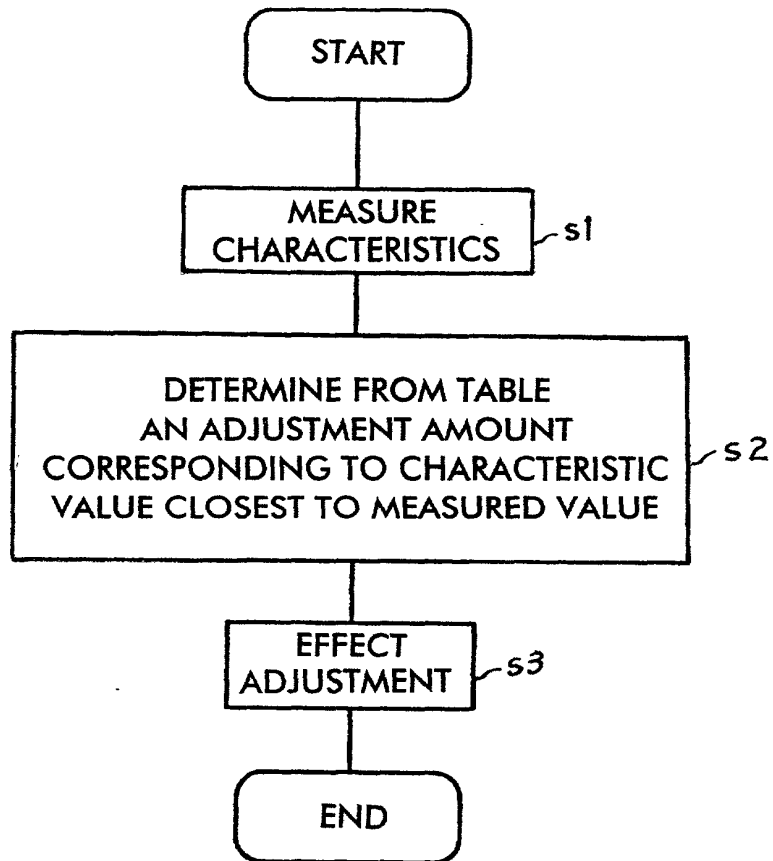 START
MEASURE
CHARACTERISTICS
s1
DETERMINE FROM TABLE
AN ADJUSTMENT AMOUNT
CORRESPONDING TO CHARACTERISTIC
VALUE CLOSEST TO MEASURED VALUE
s2
EFFECT
ADJUSTMENT
s3
END